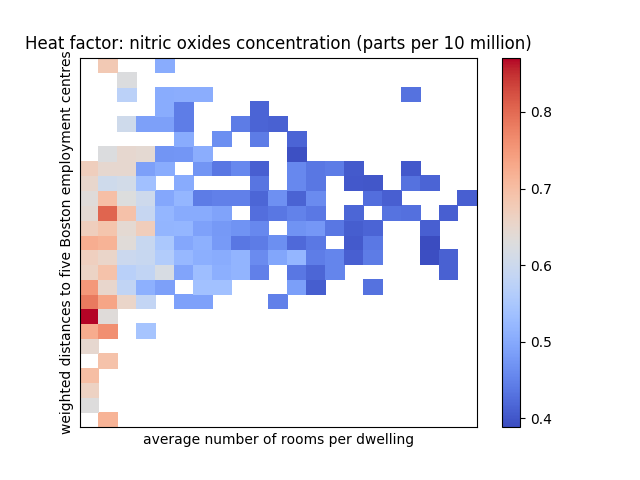 Heat factor: nitric oxides concentration (parts per 10 million)
weighted distances to five Boston employment centres
average number of rooms per dwelling
0.8
0.7
0.6
0.5
0.4